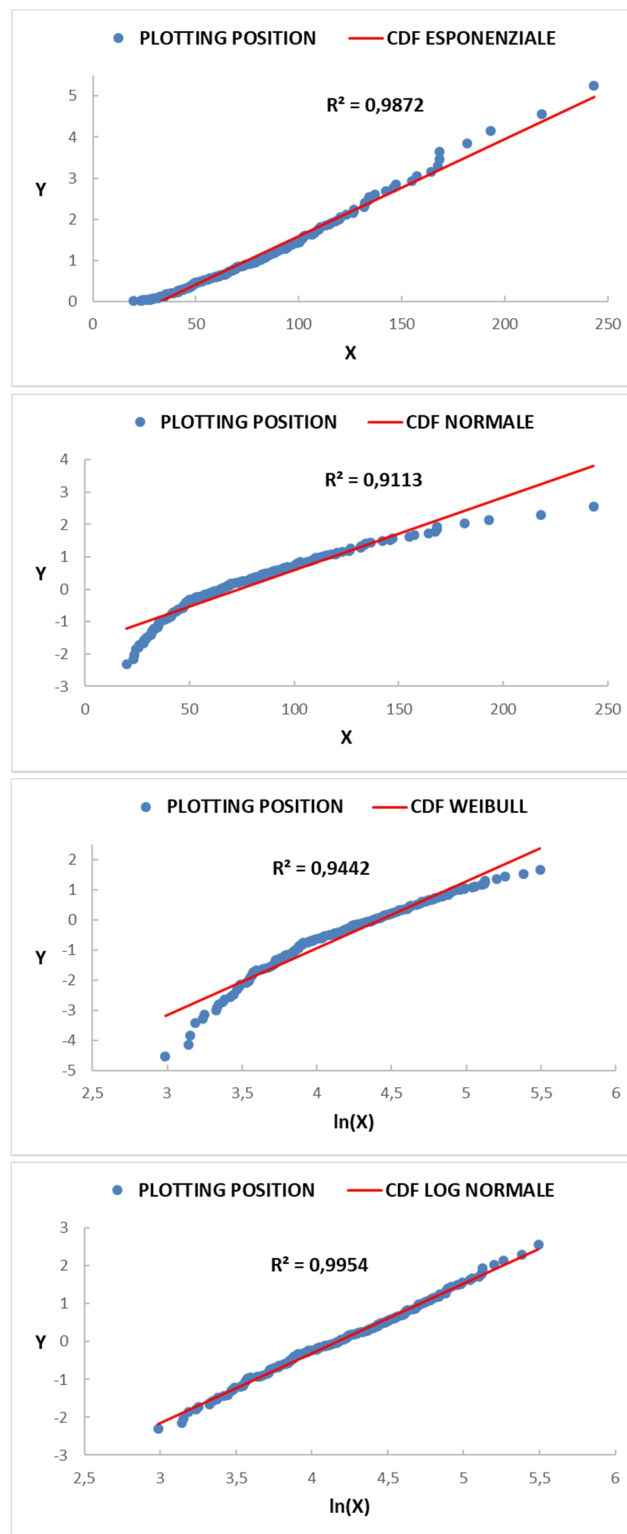 PLOTTING POSITION CDF ESPONENZIALE
R² = 0,9872
5
4
3
Y
2
1
0
0 50 100 150 200 250
X
PLOTTING POSITION CDF NORMALE
4
R² = 0,9113
3
2
1
Y
0
-1
-2
-3
0 50 100 150 200 250
X
PLOTTING POSITION CDF WEIBULL
2
R² = 0,9442
1
0
Y
-1
-2
-3
-4
-5
2,5 3 3,5 4 4,5 5 5,5 6
ln(X)
PLOTTING POSITION CDF LOG NORMALE
3
R² = 0,9954
2
1
Y
0
-1
-2
-3
3 3,5 4 4,5 5 5,5 6
ln(X)